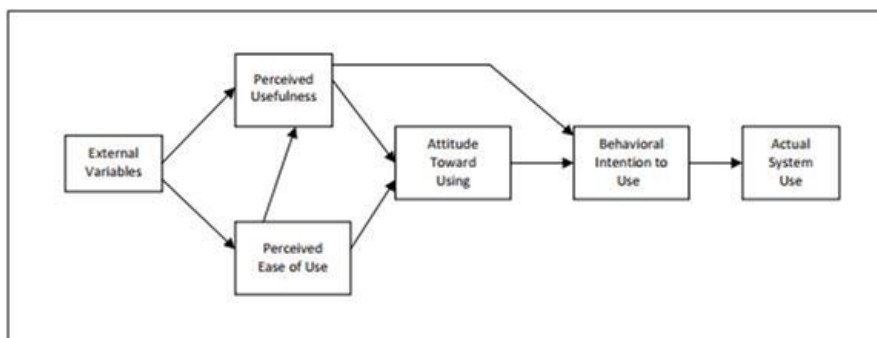 Perceived
Usefulness
External
Variables
Attitude
Toward
Using
Behavioral
Intention to
Use
Actual
System
Use
Perceived
Ease of Use